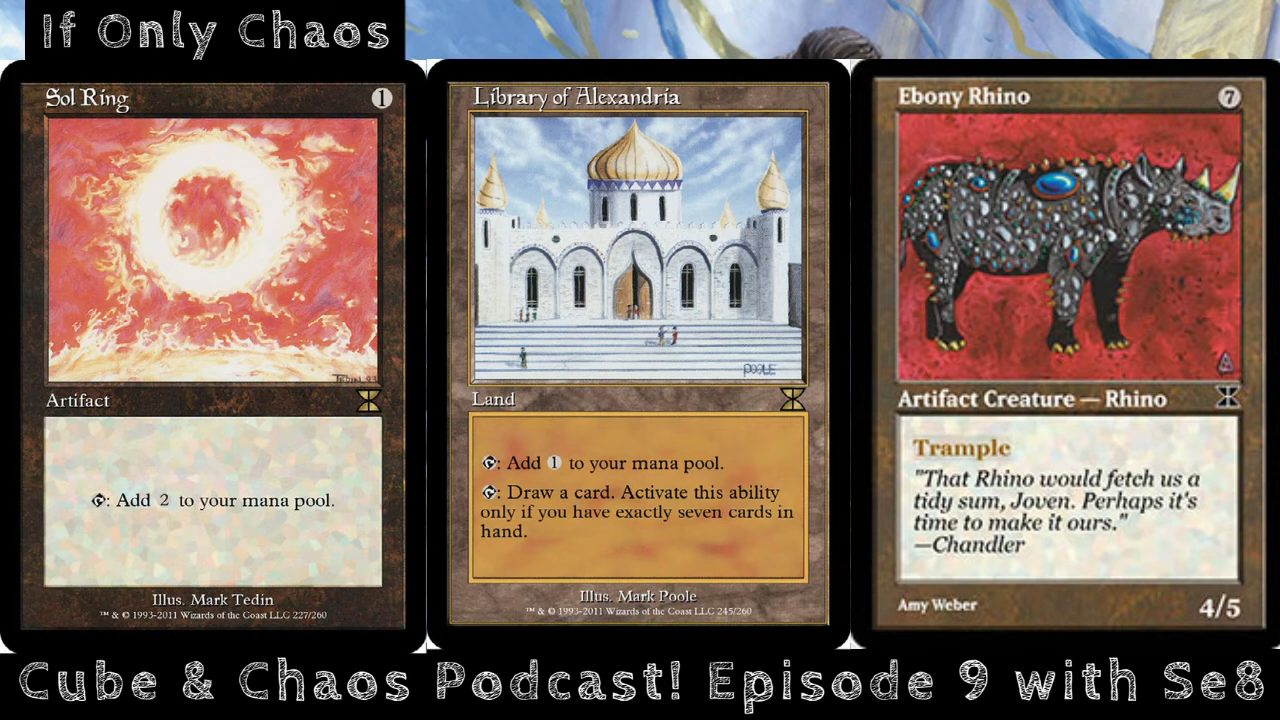 If Only Chaos
Sol Ring 1
Artifact
: Add 2 to your mana pool.
Illus. Mark Tedin
™ & © 1993-2011 Wizards of the Coast LLC 227/260
Library of Alexandria
POOLE
Land
: Add 1 to your mana pool.
: Draw a card. Activate this ability
only if you have exactly seven cards in
hand.
Illus. Mark Poole
™ & © 1993-2011 Wizards of the Coast LLC 245/260
Ebony Rhino 7
Artifact Creature — Rhino
Trample
"That Rhino would fetch us a
tidy sum, Joven. Perhaps it's
time to make it ours."
—Chandler
Amy Weber 4/5
Cube & Chaos Podcast! Episode 9 with Se8